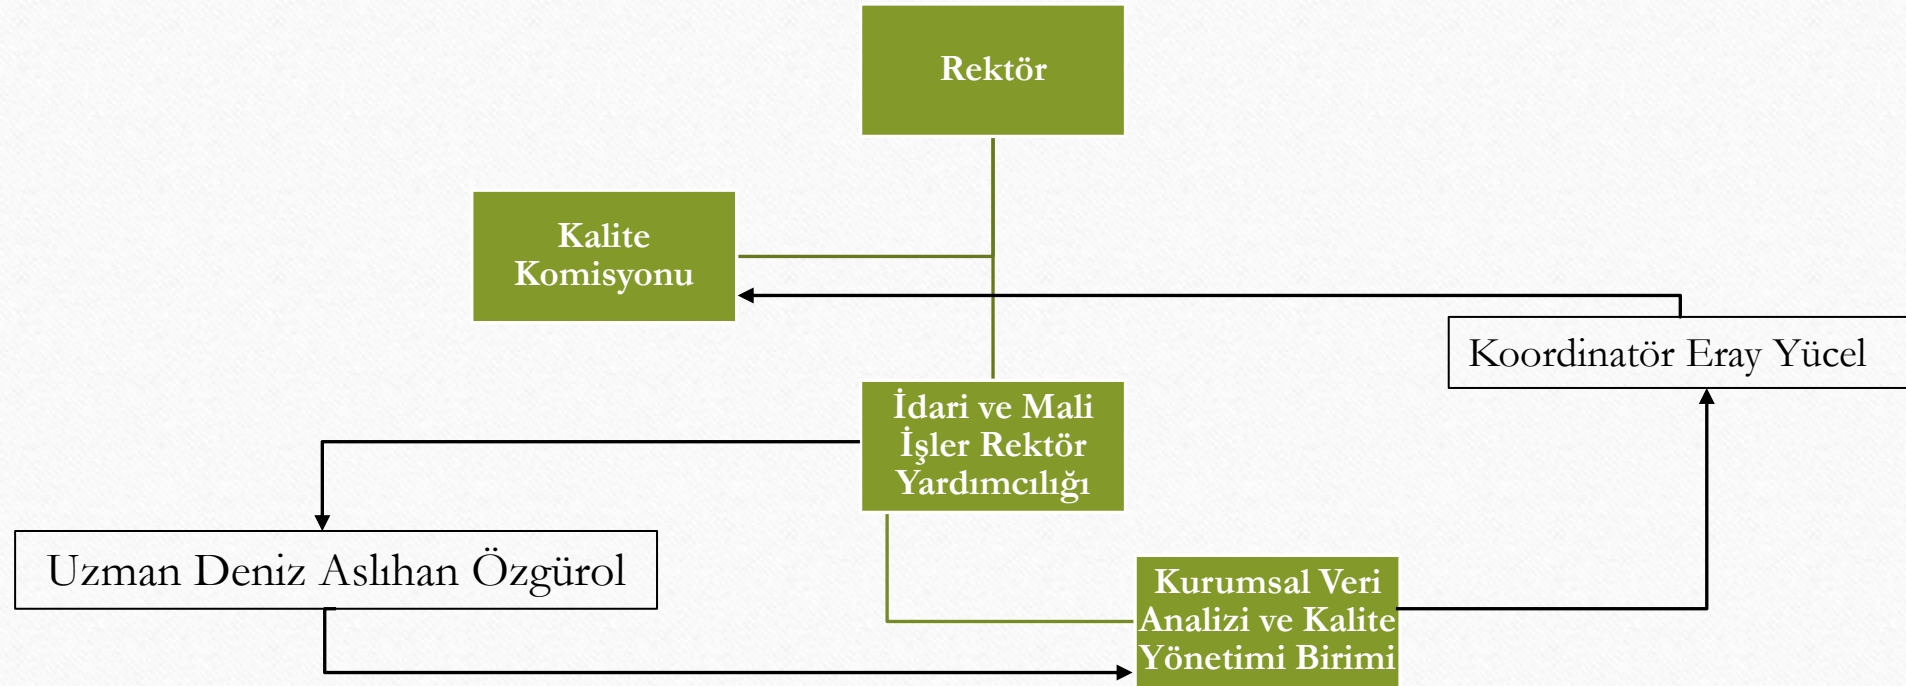 Rektör
Kalite
Komisyonu
Koordinatör Eray Yücel
İdari ve Mali
İşler Rektör
Yardımcılığı
Uzman Deniz Aslıhan Özgürol
Kurumsal Veri
Analizi ve Kalite
Yönetimi Birimi